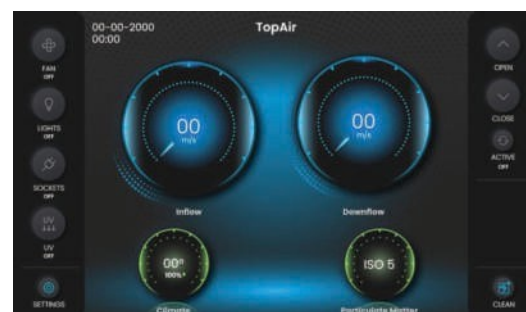 00-00-2000
00:00
TopAir
FAN
OFF
LIGHTS
OFF
SOCKETS
OFF
UV
UV
OFF
SETTINGS
00
m/s
Inflow
00
m/s
Downflow
00°
100%
Climate
ISO 5
Particulate Matter
OPEN
CLOSE
ACTIVE
OFF
CLEAN